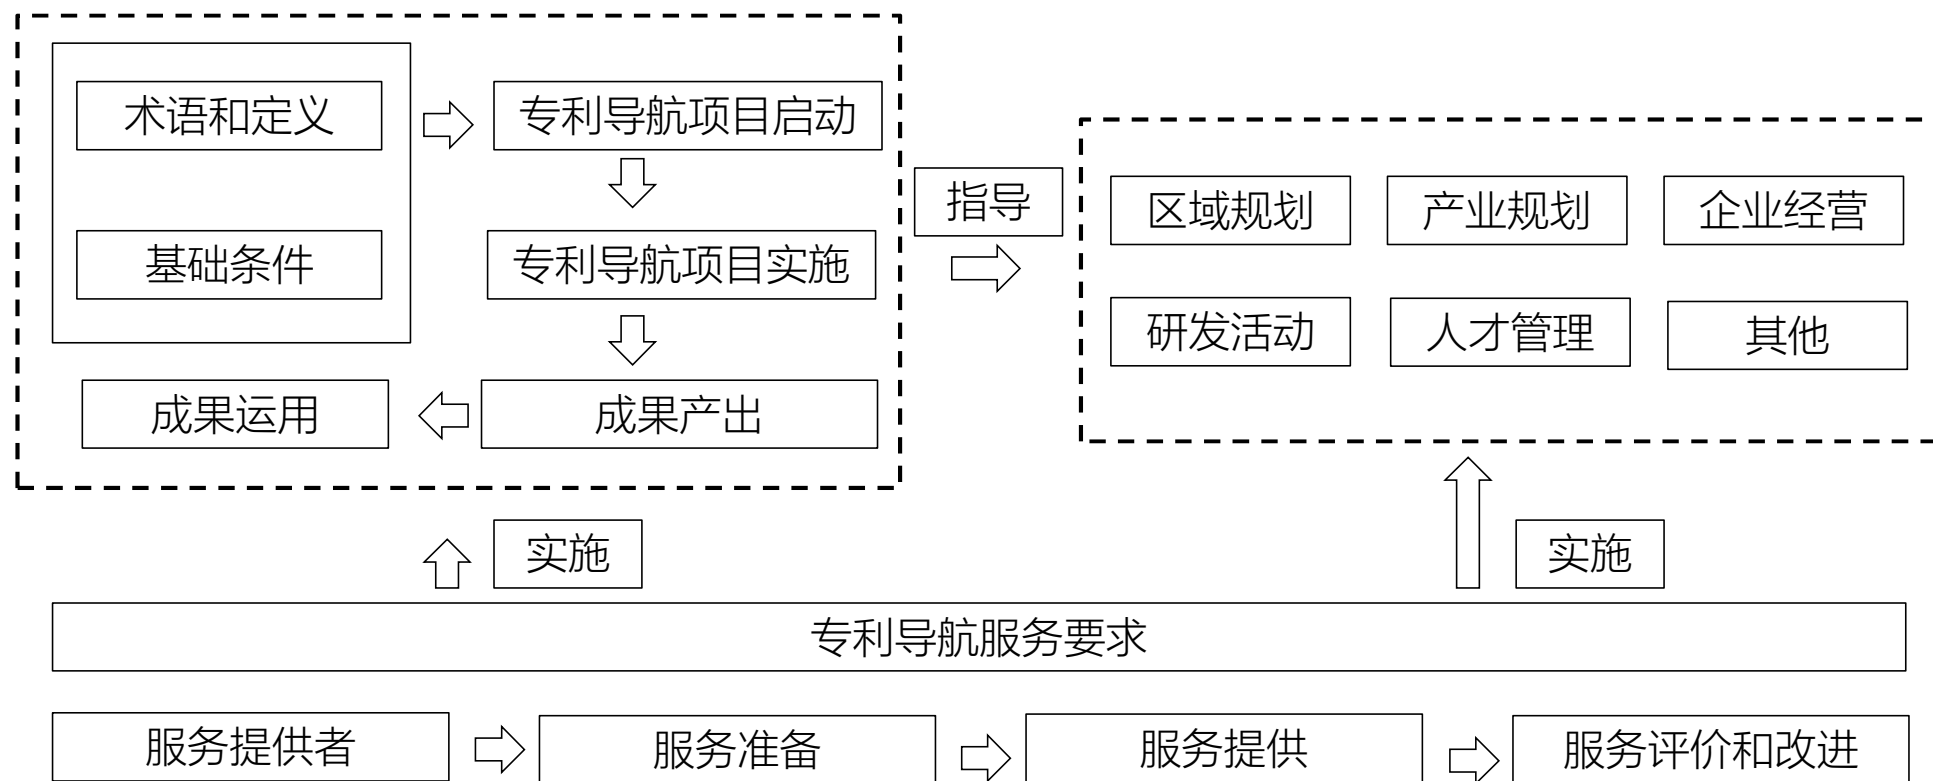 术语和定义
专利导航项目启动
基础条件
专利导航项目实施
成果运用
成果产出
指导
区域规划
产业规划
企业经营
研发活动
人才管理
其他
实施
实施
专利导航服务要求
服务提供者
服务准备
服务提供
服务评价和改进